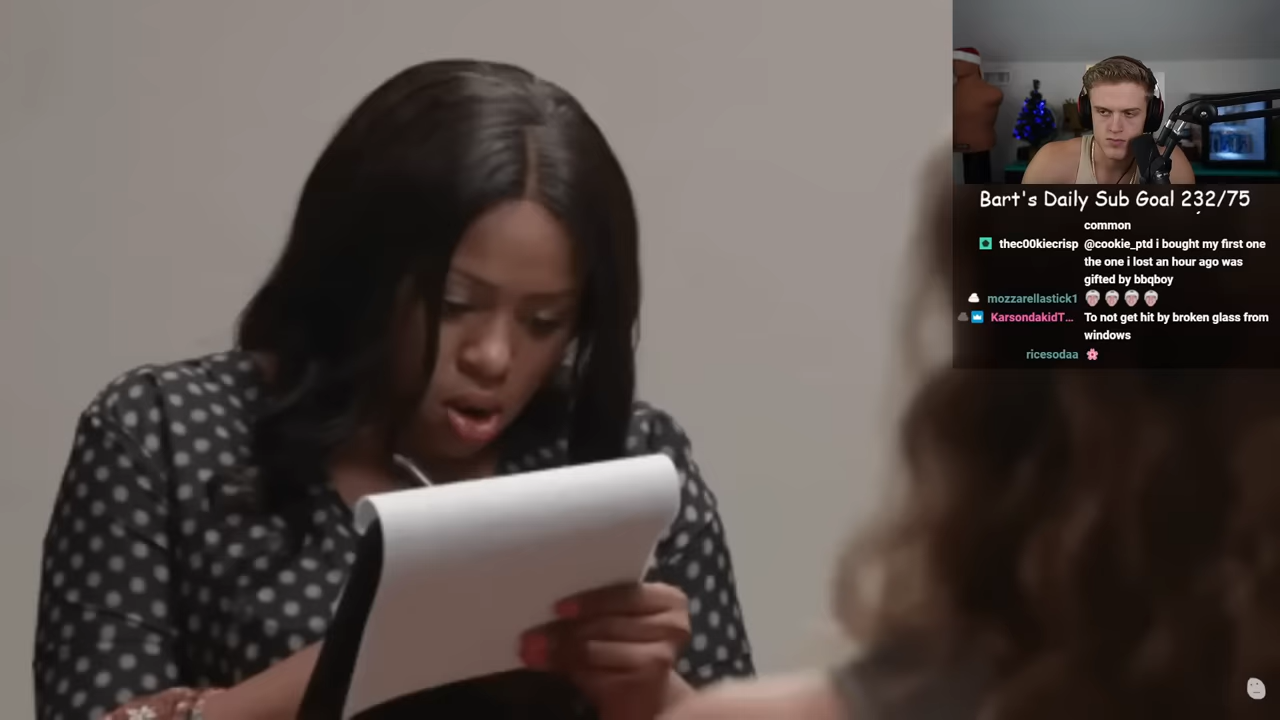 Bart's Daily Sub Goal 232/75
common
thec00kiecrisp @cookie_ptd i bought my first one
the one i lost an hour ago was
gifted by bbqboy
mozzarellastick1
KarsondakidT... To not get hit by broken glass from
windows
ricesodaa